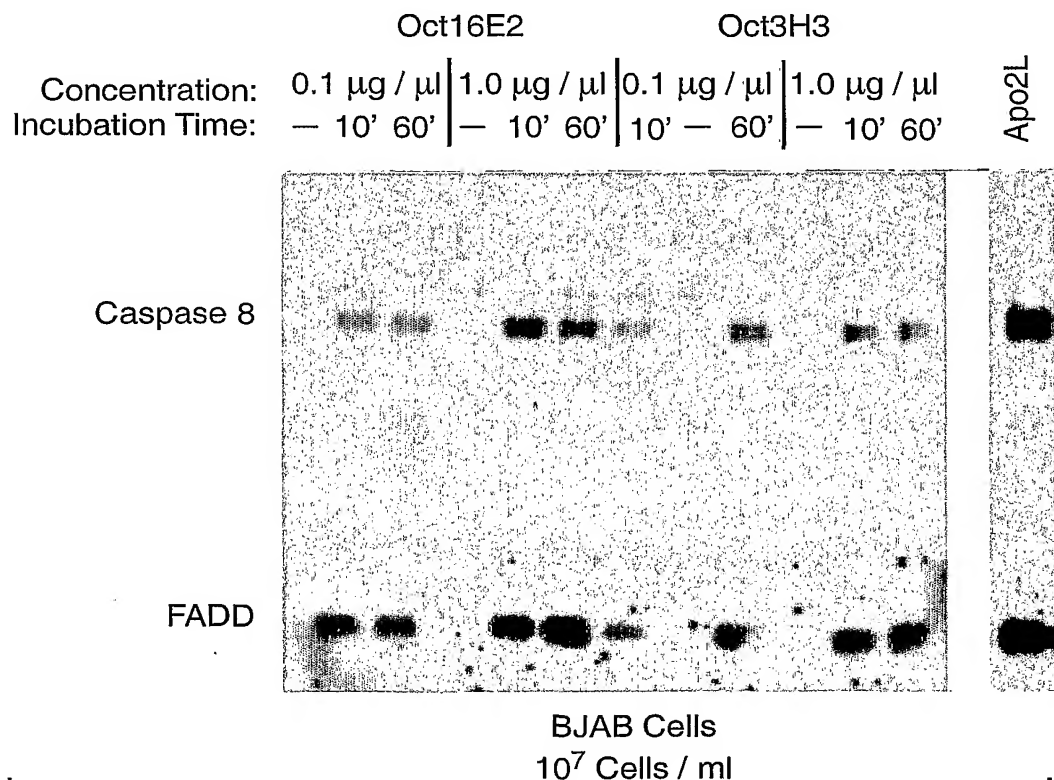 Oct16E2 Oct3H3
Concentration: 0.1 μg / μl 1.0 μg / μl 0.1 μg / μl 1.0 μg / μl
Incubation Time: — 10’ 60’ — 10’ 60’ 10’ — 60’ — 10’ 60’
Apo2L
Caspase 8
FADD
BJAB Cells
10⁷ Cells / ml